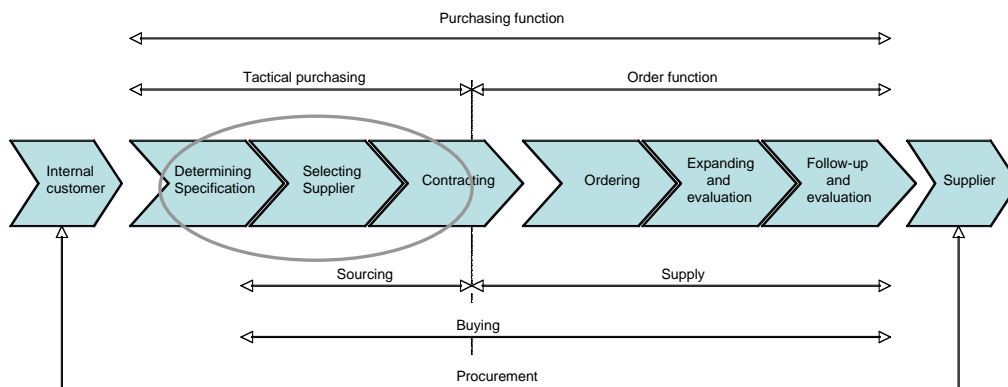 Purchasing function
Tactical purchasing
Order function
Internal
customer
Determining
Specification
Selecting
Supplier
Contracting
Ordering
Expanding
and
evaluation
Follow-up
and
evaluation
Supplier
Sourcing
Supply
Buying
Procurement